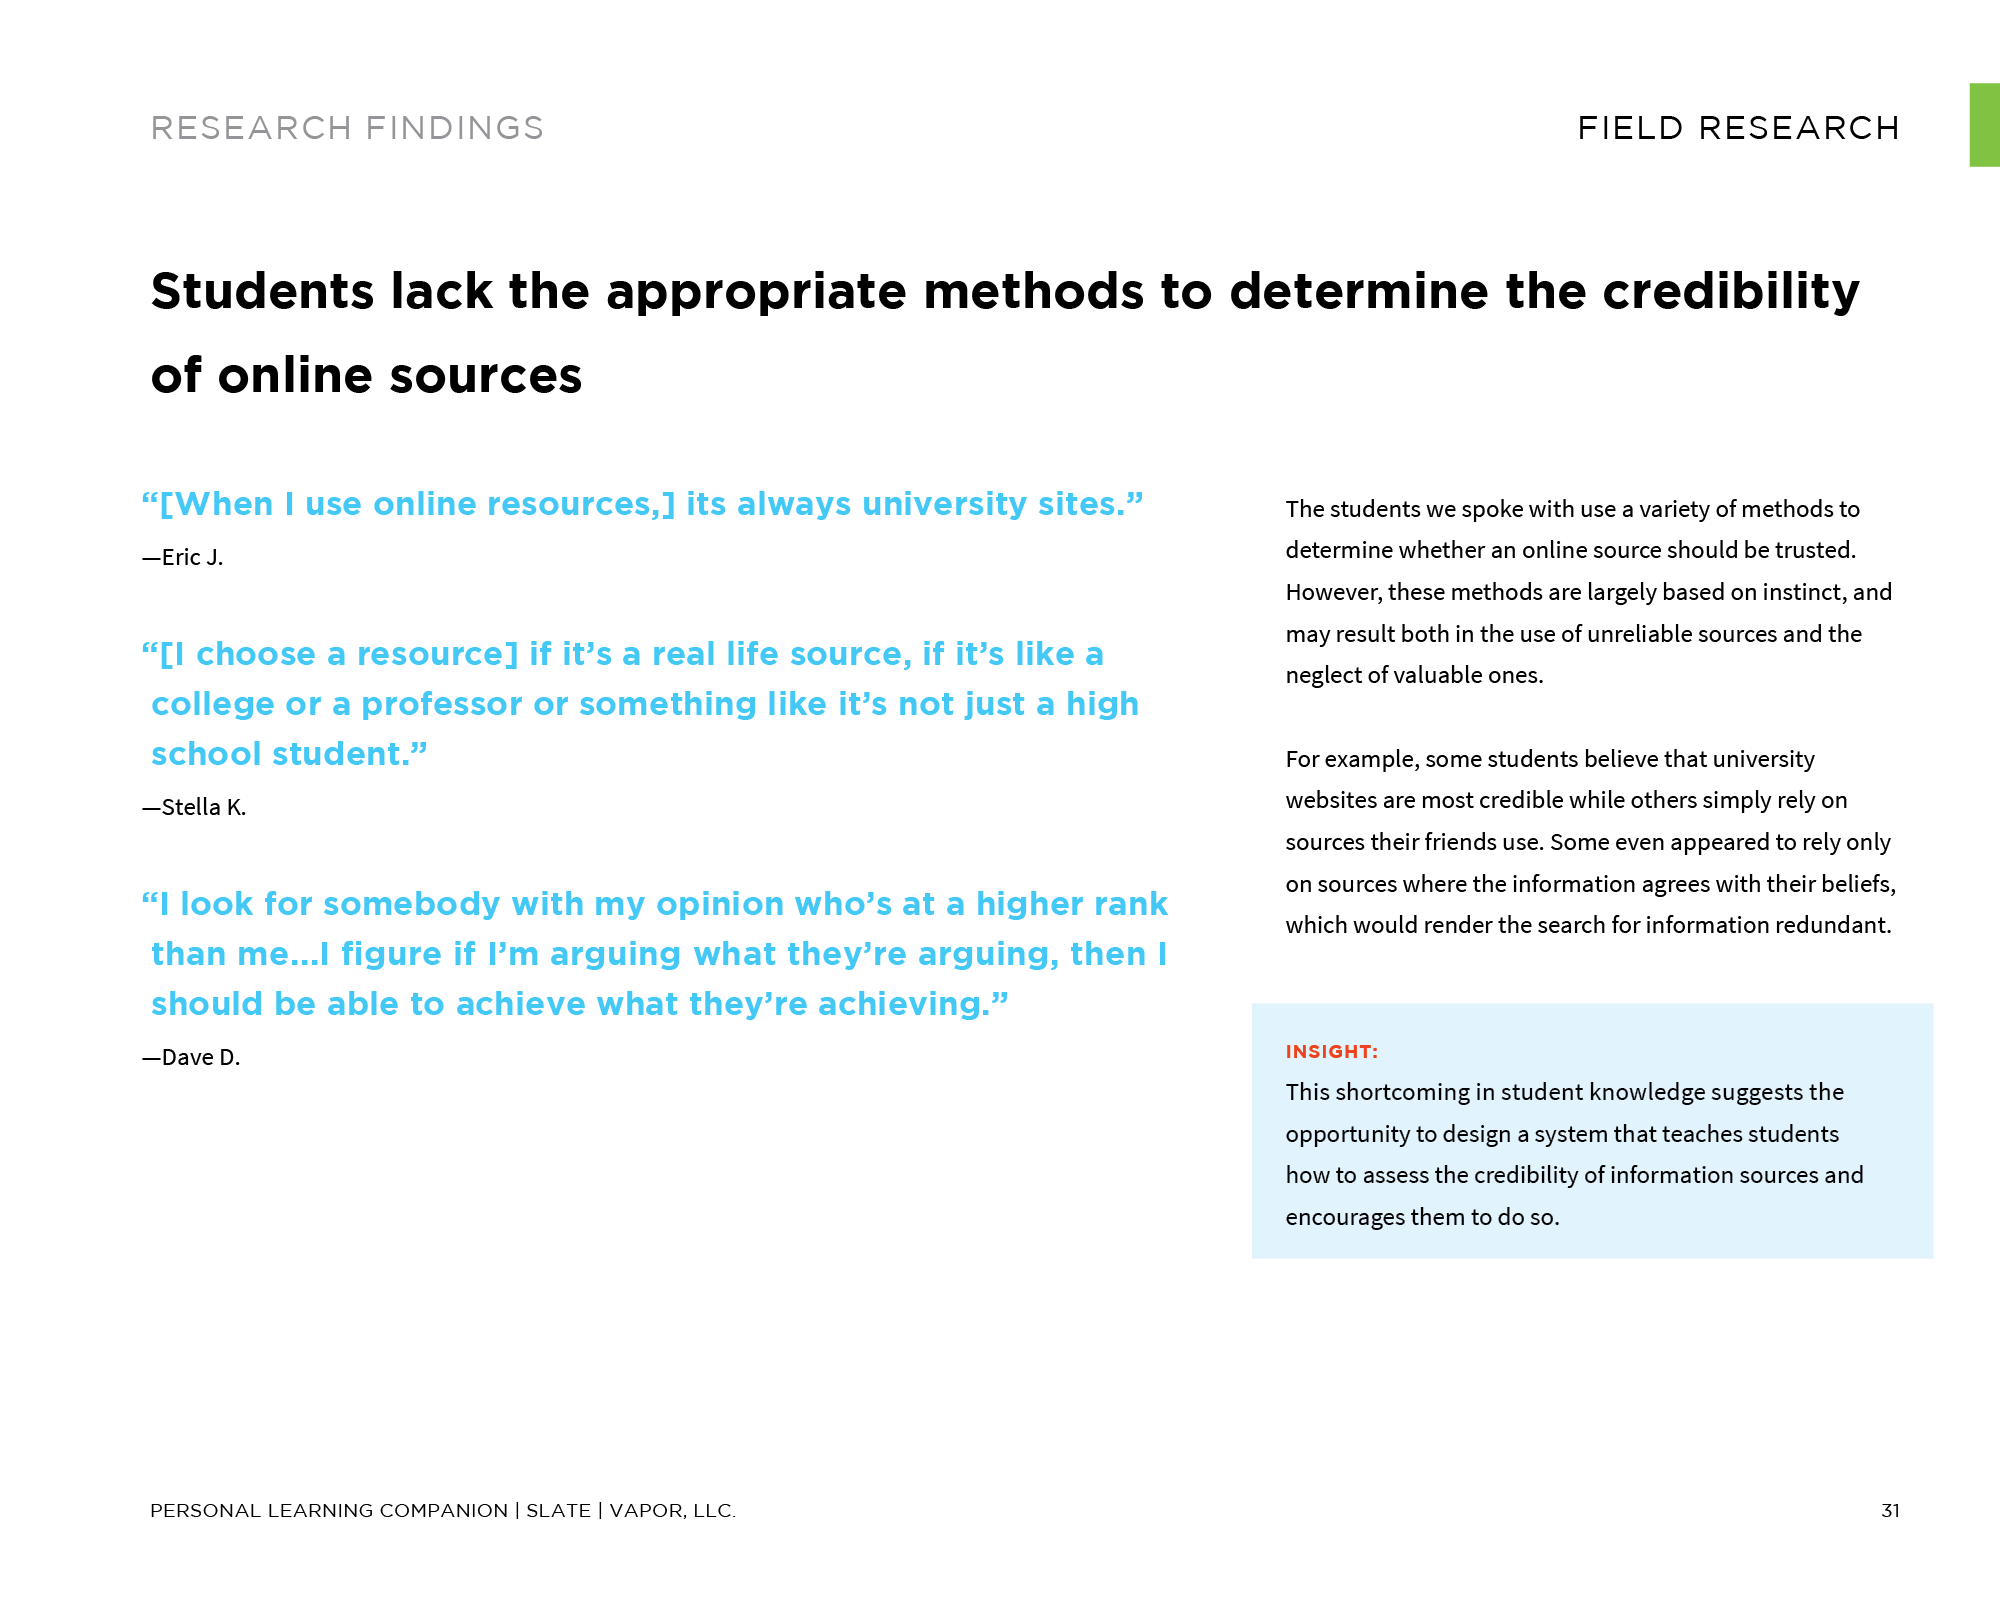 RESEARCH FINDINGS
FIELD RESEARCH
Students lack the appropriate methods to determine the credibility
of online sources
“[When I use online resources,] its always university sites.”
—Eric J.
“[I choose a resource] if it’s a real life source, if it’s like a
college or a professor or something like it’s not just a high
school student.”
—Stella K.
“I look for somebody with my opinion who’s at a higher rank
than me...I figure if I’m arguing what they’re arguing, then I
should be able to achieve what they’re achieving.”
—Dave D.
The students we spoke with use a variety of methods to
determine whether an online source should be trusted.
However, these methods are largely based on instinct, and
may result both in the use of unreliable sources and the
neglect of valuable ones.
For example, some students believe that university
websites are most credible while others simply rely on
sources their friends use. Some even appeared to rely only
on sources where the information agrees with their beliefs,
which would render the search for information redundant.
INSIGHT:
This shortcoming in student knowledge suggests the
opportunity to design a system that teaches students
how to assess the credibility of information sources and
encourages them to do so.
PERSONAL LEARNING COMPANION | SLATE | VAPOR, LLC.
31